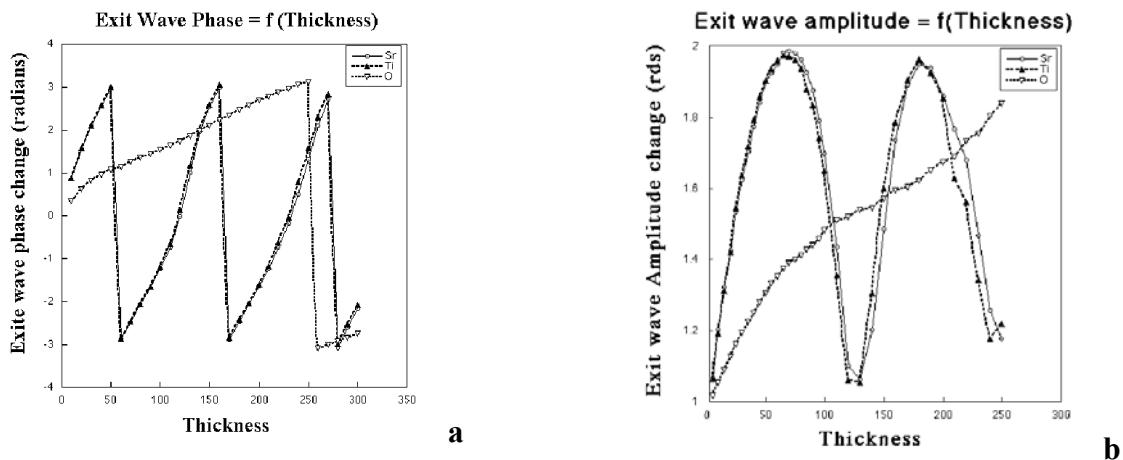 Exit Wave Phase = f (Thickness)
Exite wave phase change (radians)
4
3
2
1
0
-1
-2
-3
-4
0 50 100 150 200 250 300 350
Thickness
Sr
Ti
O
a
Exit wave amplitude = f(Thickness)
Exit wave Amplitude change (rds)
2
1.8
1.6
1.4
1.2
1
0 50 100 150 200 250 300
Thickness
Sr
Ti
O
b